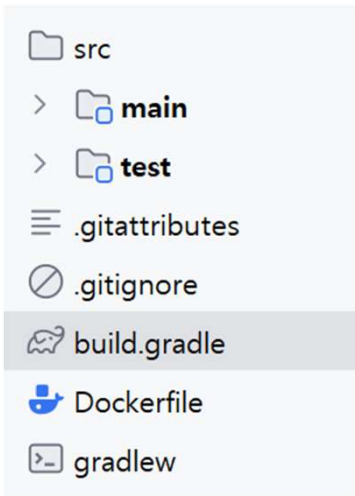 src
main
test
.gitattributes
.gitignore
build.gradle
Dockerfile
gradlew